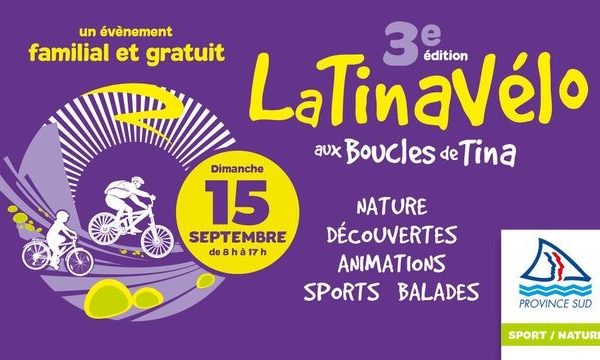 un évènement
familial et gratuit
3e
édition
LaTinaVélo
aux Boucles de Tina
Dimanche
15
SEPTEMBRE
de 8 h à 17 h
NATURE
DÉCOUVERTES
ANIMATIONS
SPORTS BALADES
PROVINCE SUD
SPORT / NATURE